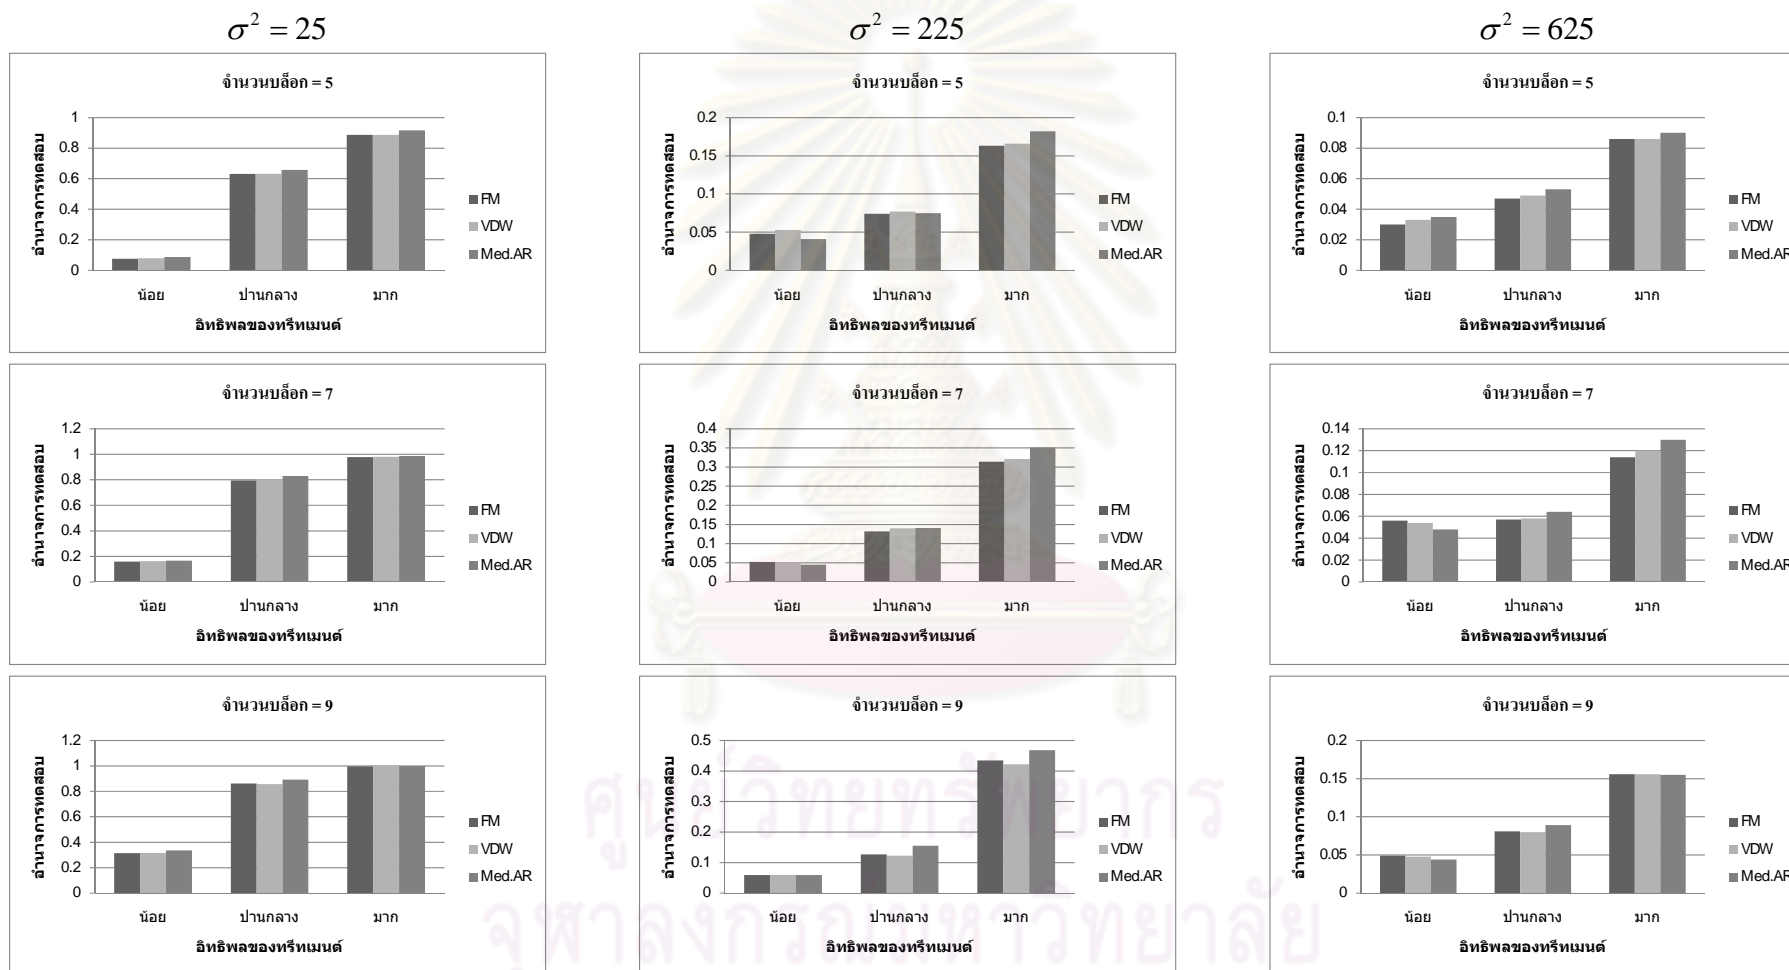 σ² = 25
σ² = 225
σ² = 625
จำนวนบล็อก = 5
อำนาจการทดสอบ
1
0.8
0.6
0.4
0.2
0
น้อย ปานกลาง มาก
อิทธิพลของทรีทเมนต์
FM
VDW
Med.AR
จำนวนบล็อก = 5
อำนาจการทดสอบ
0.2
0.15
0.1
0.05
0
น้อย ปานกลาง มาก
อิทธิพลของทรีทเมนต์
FM
VDW
Med.AR
จำนวนบล็อก = 5
อำนาจการทดสอบ
0.1
0.08
0.06
0.04
0.02
0
น้อย ปานกลาง มาก
อิทธิพลของทรีทเมนต์
FM
VDW
Med.AR
จำนวนบล็อก = 7
อำนาจการทดสอบ
1.2
1
0.8
0.6
0.4
0.2
0
น้อย ปานกลาง มาก
อิทธิพลของทรีทเมนต์
FM
VDW
Med.AR
จำนวนบล็อก = 7
อำนาจการทดสอบ
0.4
0.35
0.3
0.25
0.2
0.15
0.1
0.05
0
น้อย ปานกลาง มาก
อิทธิพลของทรีทเมนต์
FM
VDW
Med.AR
จำนวนบล็อก = 7
อำนาจการทดสอบ
0.14
0.12
0.1
0.08
0.06
0.04
0.02
0
น้อย ปานกลาง มาก
อิทธิพลของทรีทเมนต์
FM
VDW
Med.AR
จำนวนบล็อก = 9
อำนาจการทดสอบ
1.2
1
0.8
0.6
0.4
0.2
0
น้อย ปานกลาง มาก
อิทธิพลของทรีทเมนต์
FM
VDW
Med.AR
จำนวนบล็อก = 9
อำนาจการทดสอบ
0.5
0.4
0.3
0.2
0.1
0
น้อย ปานกลาง มาก
อิทธิพลของทรีทเมนต์
FM
VDW
Med.AR
จำนวนบล็อก = 9
อำนาจการทดสอบ
0.2
0.15
0.1
0.05
0
น้อย ปานกลาง มาก
อิทธิพลของทรีทเมนต์
FM
VDW
Med.AR
ศูนย์วิทยทรัพยากร
จุฬาลงกรณ์มหาวิทยาลัย